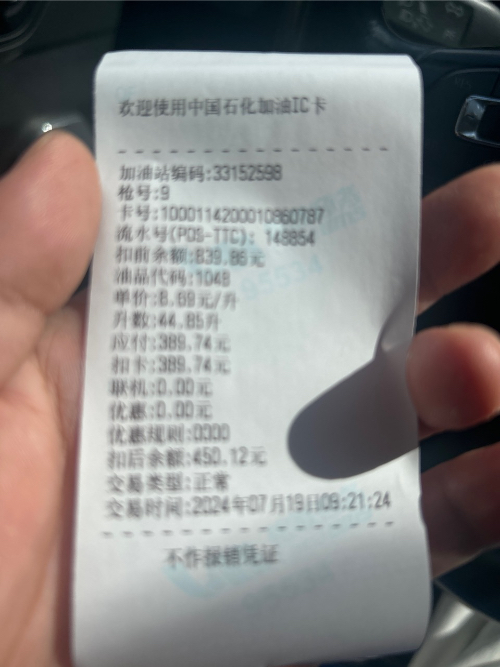 欢迎使用中国石化加油IC卡
加油站编码:33152598
枪号:9
卡号:1000114200010860787
流水号(POS-TTC): 148854
扣前余额:839.86元
油品代码:1048
单价:8.69元/升
升数:44.85升
应付:389.74元
扣卡:389.74元
联机:0.00元
优惠:0.00元
优惠规则:0000
扣后余额:450.12元
交易类型:正常
交易时间:2024年07月19日09:21:24
不作报销凭证